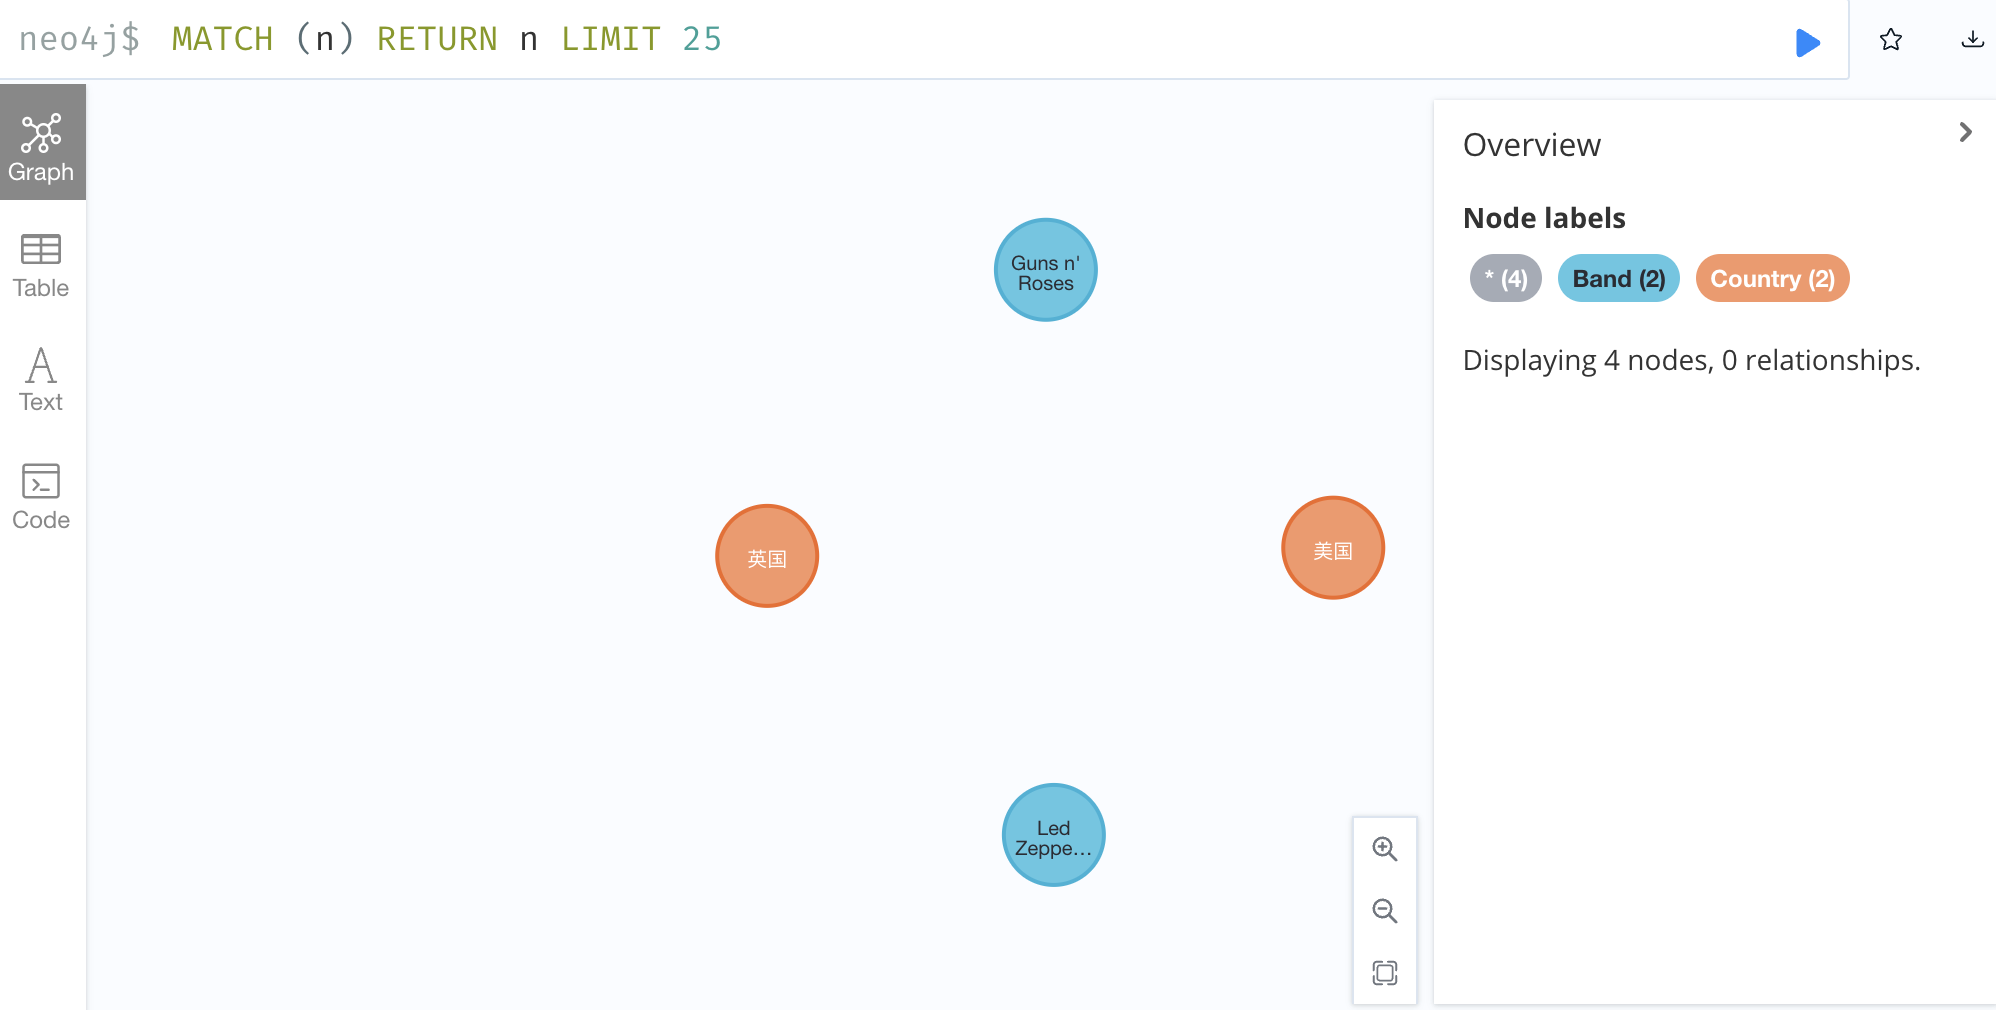 neo4j$ MATCH (n) RETURN n LIMIT 25
Graph
Table
Text
Code
Guns n'
Roses
英国
美国
Led
Zeppe...
Overview
Node labels
* (4) Band (2) Country (2)
Displaying 4 nodes, 0 relationships.